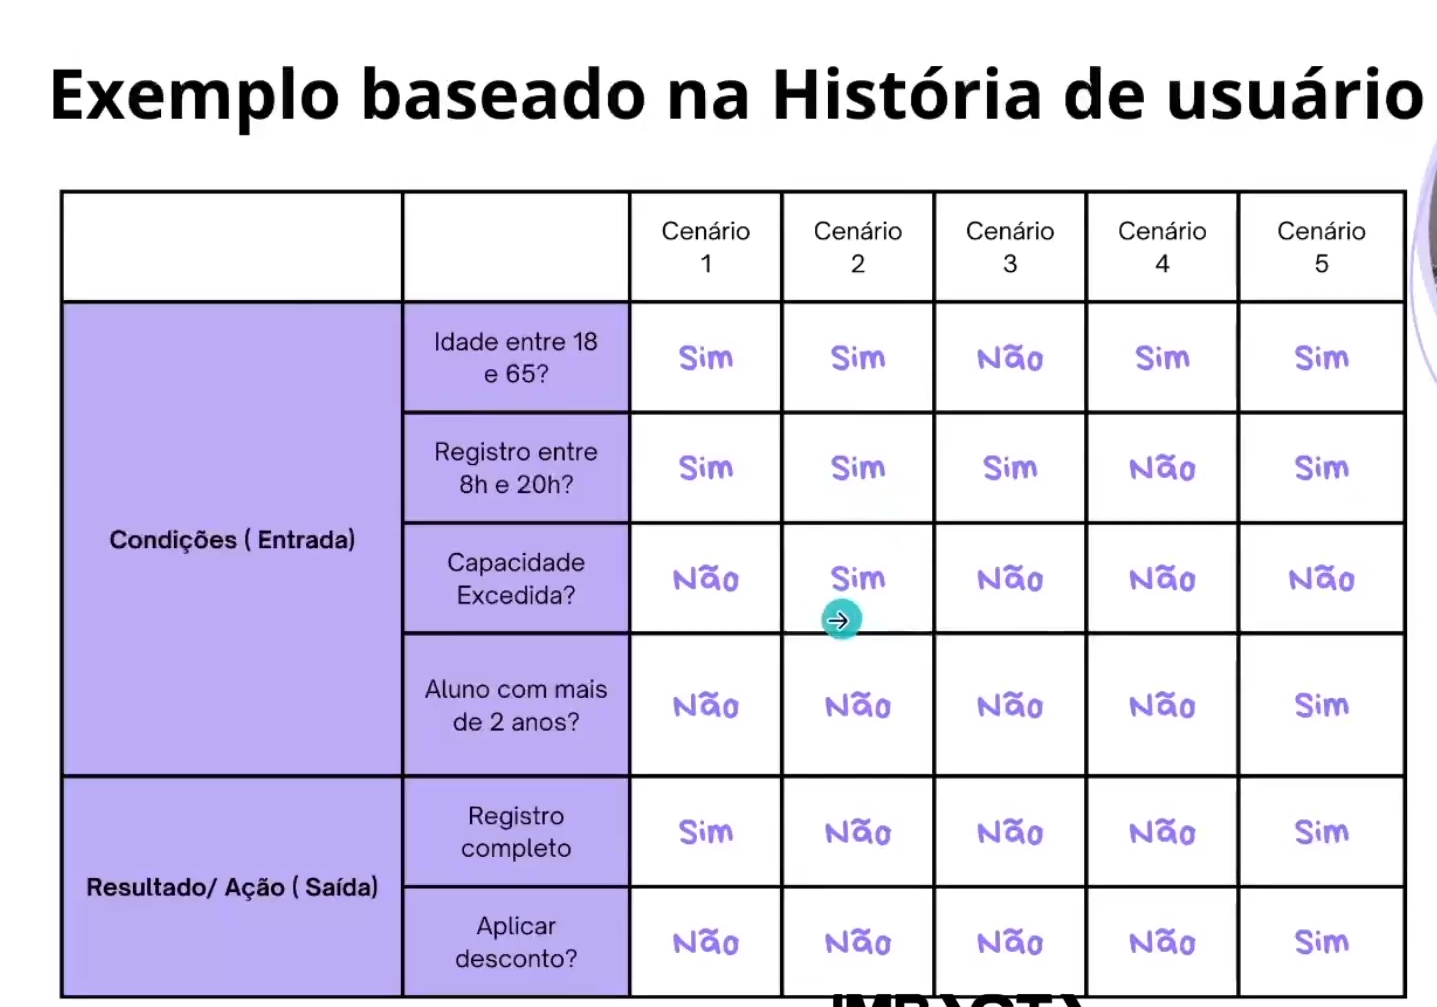 Exemplo baseado na História de usuário
Cenário
1
Cenário
2
Cenário
3
Cenário
4
Cenário
5
Condições ( Entrada)
Idade entre 18
e 65?
Sim
Sim
Não
Sim
Sim
Registro entre
8h e 20h?
Sim
Sim
Sim
Não
Sim
Capacidade
Excedida?
Não
Sim
Não
Não
Não
Aluno com mais
de 2 anos?
Não
Não
Não
Não
Sim
Resultado/ Ação ( Saída)
Registro
completo
Sim
Não
Não
Não
Sim
Aplicar
desconto?
Não
Não
Não
Não
Sim